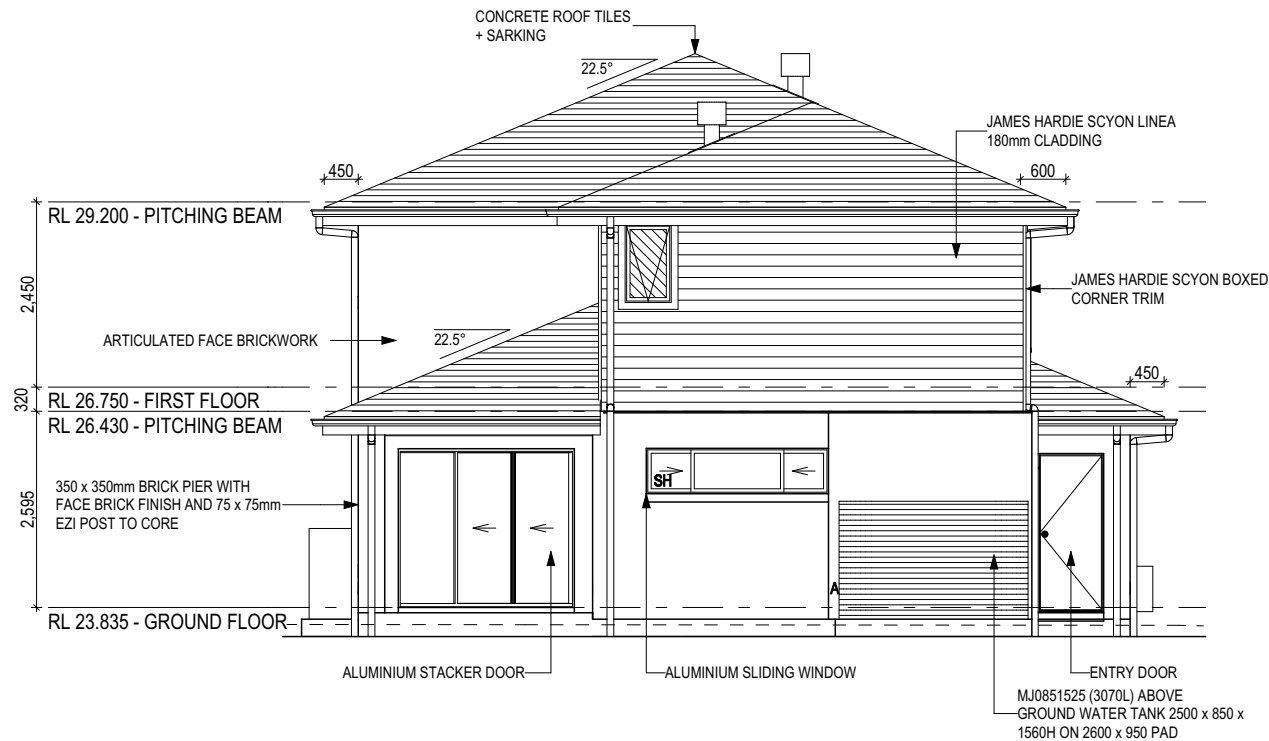 CONCRETE ROOF TILES
+ SARKING
22.5°
JAMES HARDIE SCYON LINEA
180mm CLADDING
450
600
RL 29.200 - PITCHING BEAM
2,450
JAMES HARDIE SCYON BOXED
CORNER TRIM
ARTICULATED FACE BRICKWORK
22.5°
450
320
RL 26.750 - FIRST FLOOR
RL 26.430 - PITCHING BEAM
350 x 350mm BRICK PIER WITH
FACE BRICK FINISH AND 75 x 75mm
EZI POST TO CORE
2,595
SH
A
RL 23.835 - GROUND FLOOR
ALUMINIUM STACKER DOOR
ALUMINIUM SLIDING WINDOW
ENTRY DOOR
MJ0851525 (3070L) ABOVE
GROUND WATER TANK 2500 x 850 x
1560H ON 2600 x 950 PAD